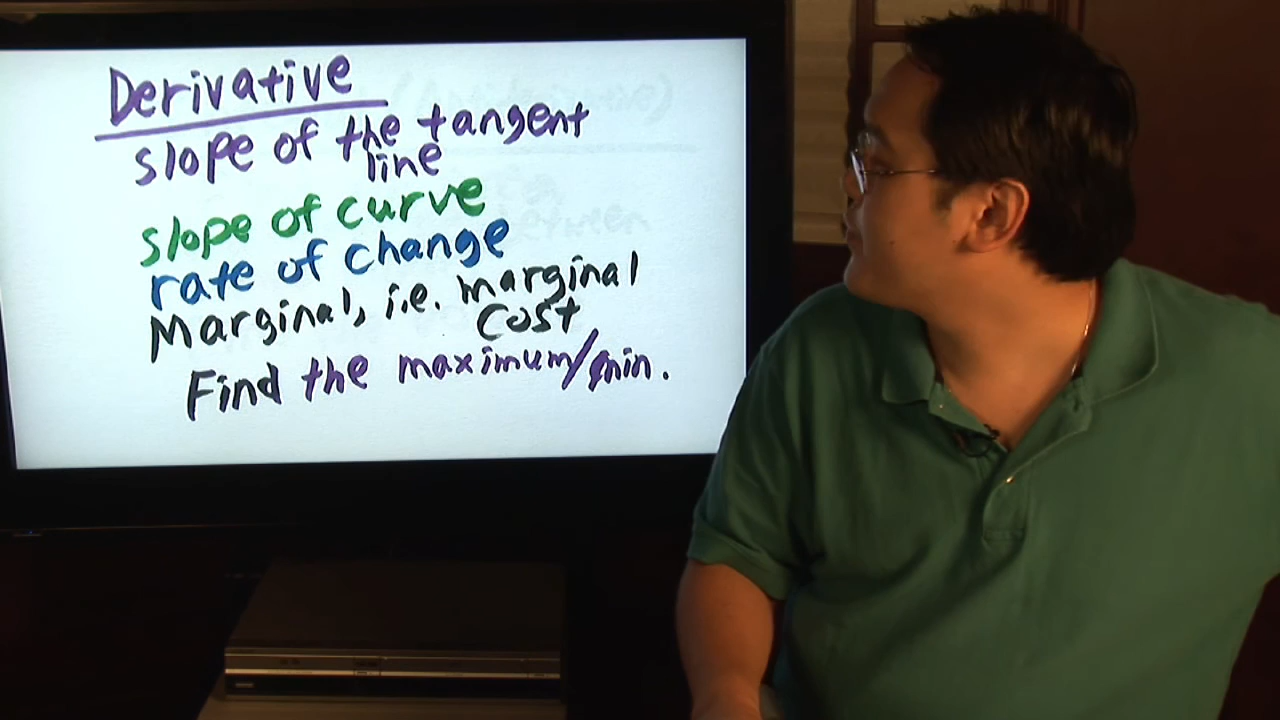 Derivative
slope of the tangent
line
slope of curve
rate of change
Marginal, i.e. marginal
cost
Find the maximum/min.